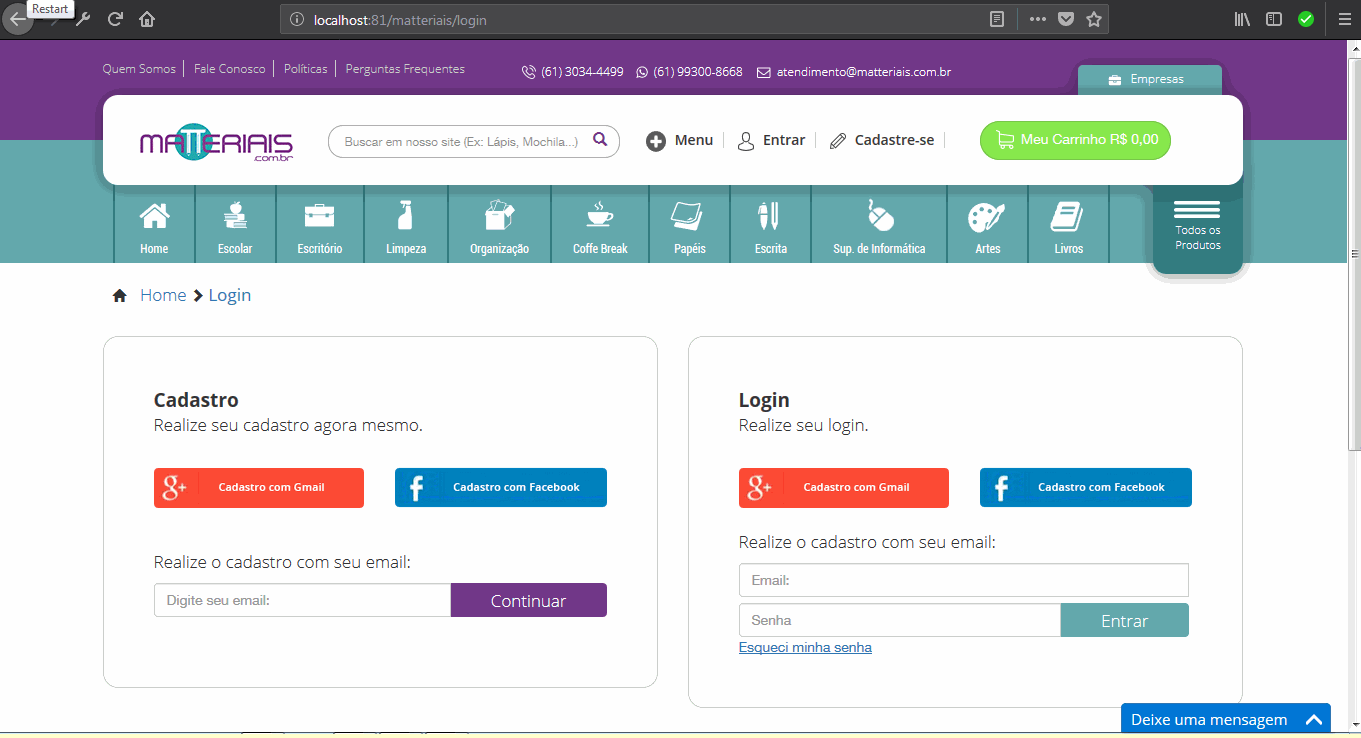 Restart
localhost:81/matteriais/login
Quem Somos Fale Conosco Políticas Perguntas Frequentes (61) 3034-4499 (61) 99300-8668 atendimento@matteriais.com.br
Empresas
MATTERIAIS
.com.br
Buscar em nosso site (Ex: Lápis, Mochila...) Menu Entrar Cadastre-se Meu Carrinho R$ 0,00
Home Escolar Escritório Limpeza Organização Coffe Break Papéis Escrita Sup. de Informática Artes Livros
Todos os
Produtos
Home Login
Cadastro
Realize seu cadastro agora mesmo.
Cadastro com Gmail Cadastro com Facebook
Realize o cadastro com seu email:
Digite seu email: Continuar
Login
Realize seu login.
Cadastro com Gmail Cadastro com Facebook
Realize o cadastro com seu email:
Email:
Senha Entrar
Esqueci minha senha
Deixe uma mensagem